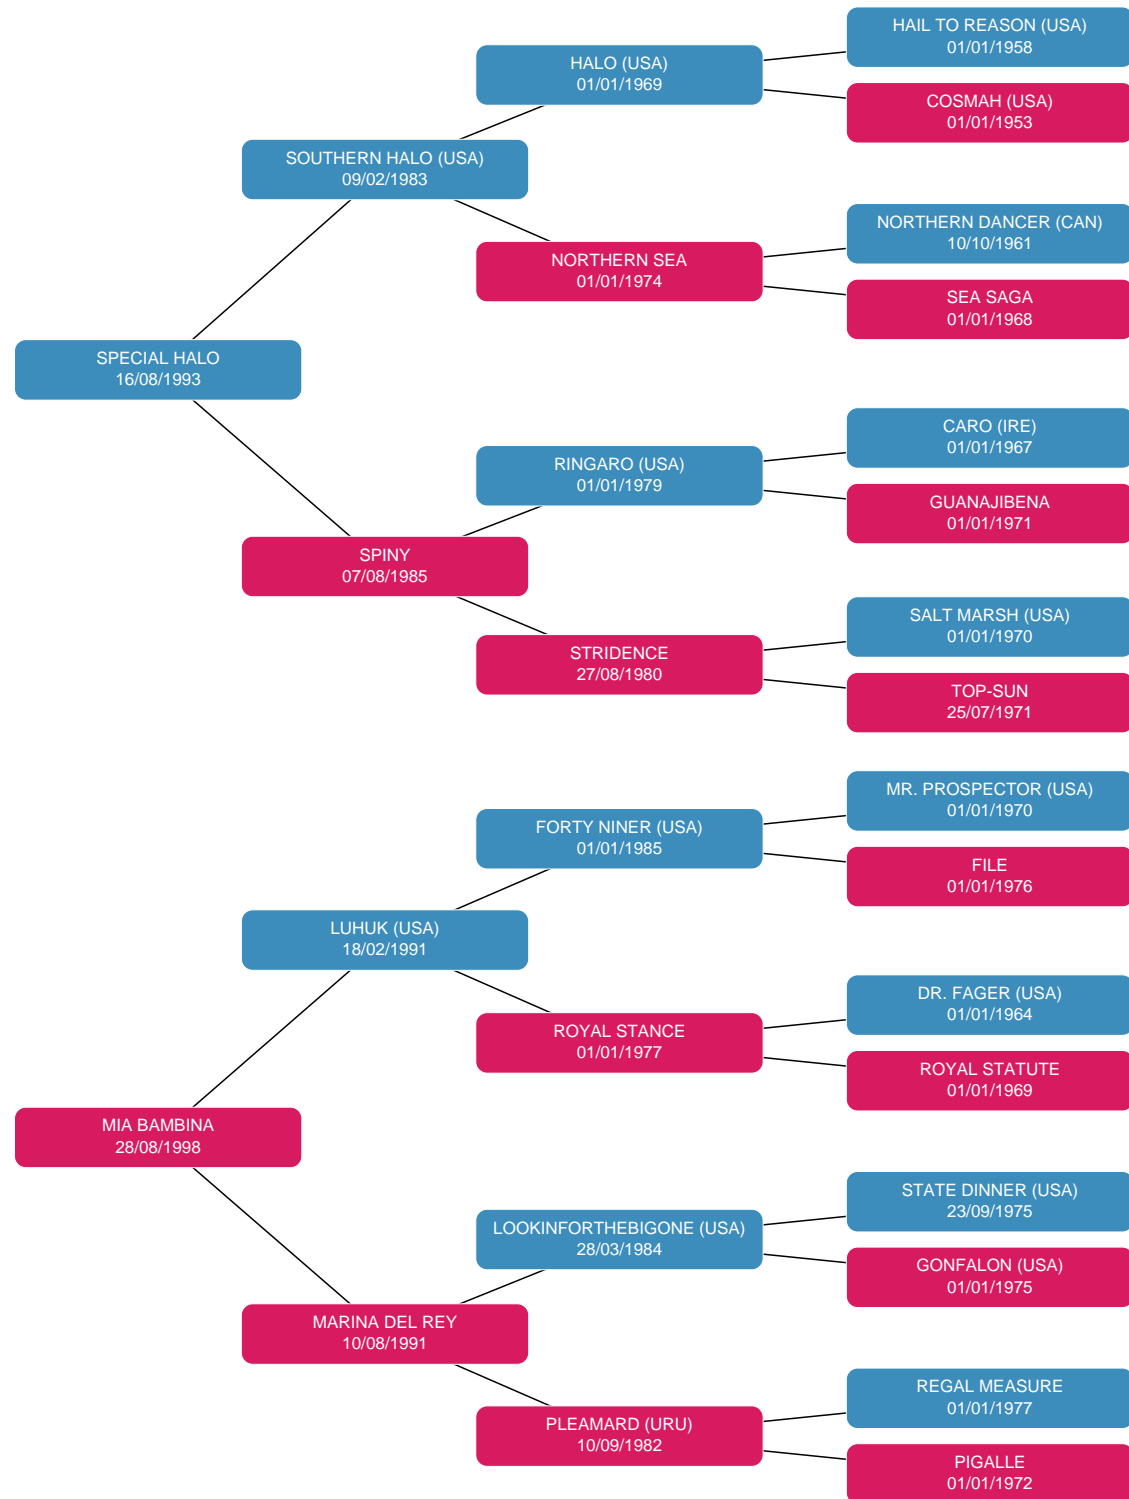 HAIL TO REASON (USA)
01/01/1958
HALO (USA)
01/01/1969
COSMAH (USA)
01/01/1953
SOUTHERN HALO (USA)
09/02/1983
NORTHERN DANCER (CAN)
10/10/1961
NORTHERN SEA
01/01/1974
SEA SAGA
01/01/1968
SPECIAL HALO
16/08/1993
CARO (IRE)
01/01/1967
RINGARO (USA)
01/01/1979
GUANAJIBENA
01/01/1971
SPINY
07/08/1985
SALT MARSH (USA)
01/01/1970
STRIDENCE
27/08/1980
TOP-SUN
25/07/1971
MR. PROSPECTOR (USA)
01/01/1970
FORTY NINER (USA)
01/01/1985
FILE
01/01/1976
LUHUK (USA)
18/02/1991
DR. FAGER (USA)
01/01/1964
ROYAL STANCE
01/01/1977
ROYAL STATUTE
01/01/1969
MIA BAMBINA
28/08/1998
STATE DINNER (USA)
23/09/1975
LOOKINFORTHEBIGONE (USA)
28/03/1984
GONFALON (USA)
01/01/1975
MARINA DEL REY
10/08/1991
REGAL MEASURE
01/01/1977
PLEAMARD (URU)
10/09/1982
PIGALLE
01/01/1972